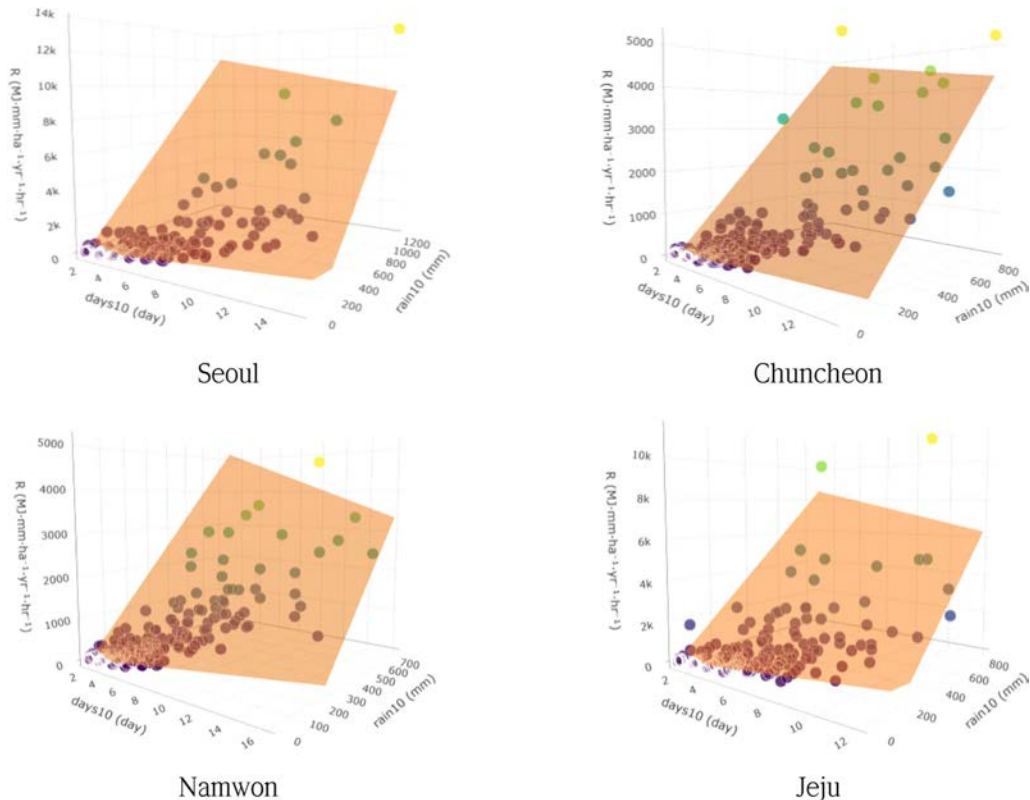 14k
12k
10k
8k
6k
4k
2k
0
R (MJ·mm·ha⁻¹·yr⁻¹·hr⁻¹)
2
4
6
8
10
12
14
days10 (day)
0
200
400
600
800
1000
1200
rain10 (mm)
Seoul
5000
4000
3000
2000
1000
0
R (MJ·mm·ha⁻¹·yr⁻¹·hr⁻¹)
2
4
6
8
10
12
days10 (day)
0
200
400
600
800
rain10 (mm)
Chuncheon
5000
4000
3000
2000
1000
0
R (MJ·mm·ha⁻¹·yr⁻¹·hr⁻¹)
2
4
6
8
10
12
14
16
days10 (day)
0
100
200
300
400
500
600
700
rain10 (mm)
Namwon
10k
8k
6k
4k
2k
0
R (MJ·mm·ha⁻¹·yr⁻¹·hr⁻¹)
2
4
6
8
10
12
days10 (day)
0
200
400
600
800
rain10 (mm)
Jeju